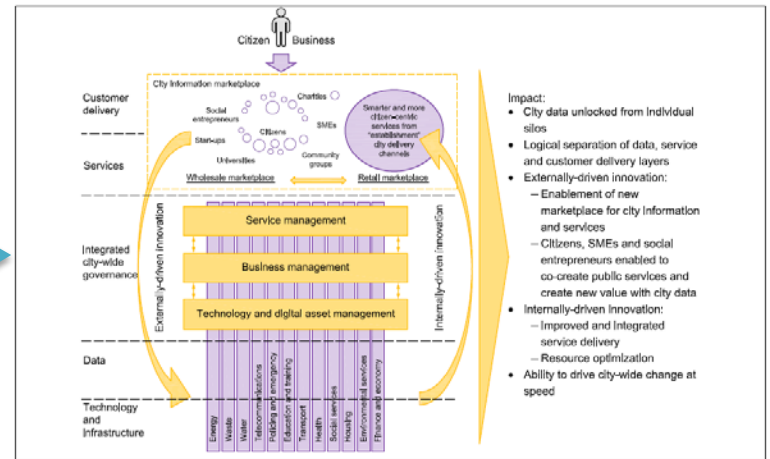 Citizen Business
City Information marketplace
Customer
delivery
Services
Social
entrepreneurs
Charities
Citizens
SMEs
Start-ups
Universities
Community
groups
Smarter and more
citizen-centric
services from
"establishment"
city delivery
channels
Wholesale marketplace
Retail marketplace
Integrated
city-wide
governance
Externally-driven innovation
Service management
Business management
Technology and digital asset management
Internally-driven innovation
Data
Technology
and
Infrastructure
Energy
Waste
Water
Telecommunications
Policing and emergency
Education and training
Transport
Health
Social services
Housing
Environmental services
Finance and economy
Impact:
• City data unlocked from individual
silos
• Logical separation of data, service
and customer delivery layers
• Externally-driven innovation:
– Enablement of new
marketplace for city information
and services
– Citizens, SMEs and social
entrepreneurs enabled to
co-create public services and
create new value with city data
• Internally-driven innovation:
– Improved and integrated
service delivery
– Resource optimization
• Ability to drive city-wide change at
speed